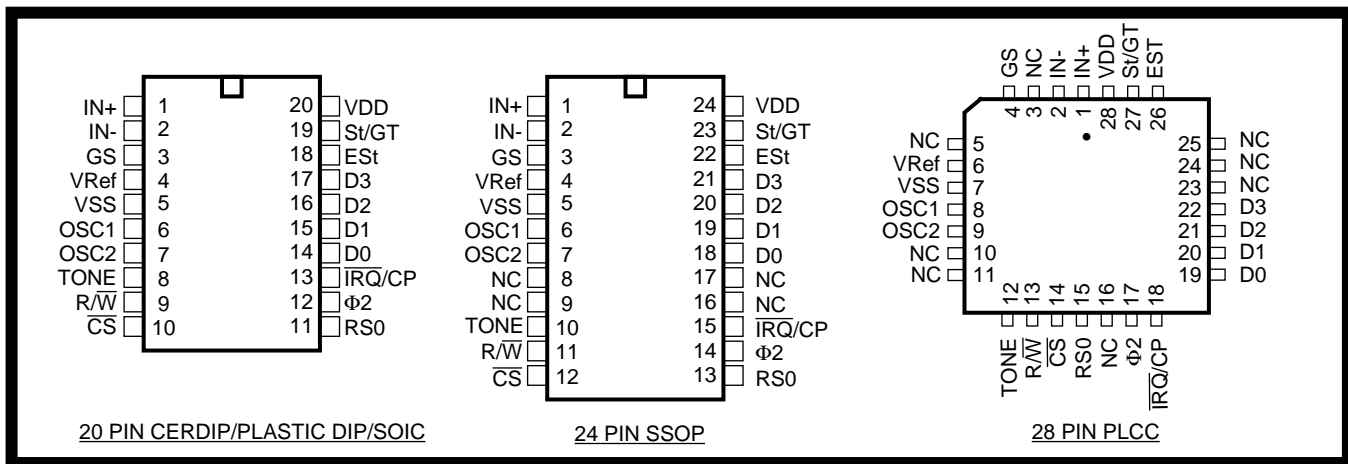 IN+ 1 20 VDD
IN- 2 19 St/GT
GS 3 18 ESt
VRef 4 17 D3
VSS 5 16 D2
OSC1 6 15 D1
OSC2 7 14 D0
TONE 8 13 I̅R̅Q̅/CP
R/W̅ 9 12 Φ2
C̅S̅ 10 11 RS0
20 PIN CERDIP/PLASTIC DIP/SOIC
IN+ 1 24 VDD
IN- 2 23 St/GT
GS 3 22 ESt
VRef 4 21 D3
VSS 5 20 D2
OSC1 6 19 D1
OSC2 7 18 D0
NC 8 17 NC
NC 9 16 NC
TONE 10 15 I̅R̅Q̅/CP
R/W̅ 11 14 Φ2
C̅S̅ 12 13 RS0
24 PIN SSOP
GS NC IN- IN+ VDD St/GT EST
4 3 2 1 28 27 26
NC 5 25 NC
VRef 6 24 NC
VSS 7 23 NC
OSC1 8 22 D3
OSC2 9 21 D2
NC 10 20 D1
NC 11 19 D0
12 13 14 15 16 17 18
TONE R/W̅ C̅S̅ RS0 NC Φ2 I̅R̅Q̅/CP
28 PIN PLCC